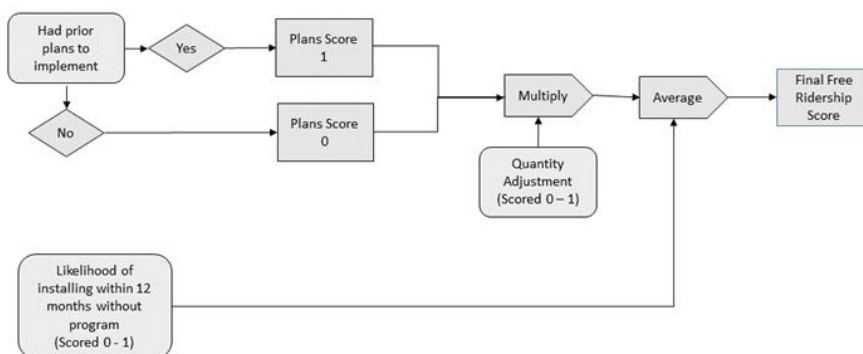 Had prior
plans to
implement
Yes
Plans Score
1
No
Plans Score
0
Multiply
Average
Final Free
Ridership
Score
Quantity
Adjustment
(Scored 0 – 1)
Likelihood of
installing within 12
months without
program
(Scored 0 - 1)